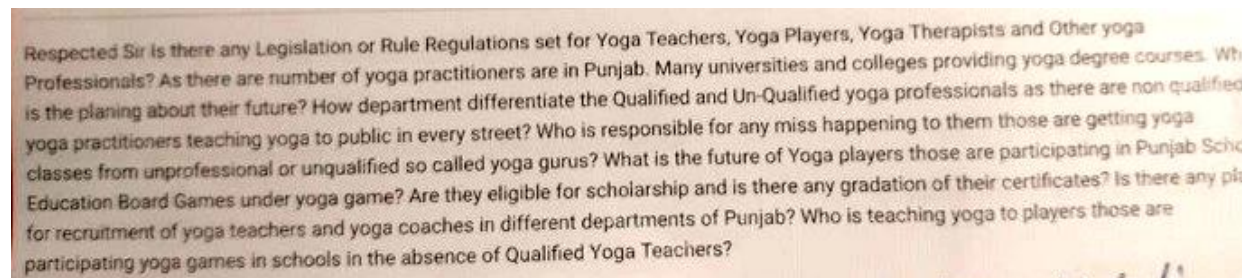 Respected Sir Is there any Legislation or Rule Regulations set for Yoga Teachers, Yoga Players, Yoga Therapists and Other yoga
Professionals? As there are number of yoga practitioners are in Punjab. Many universities and colleges providing yoga degree courses.
is the planing about their future? How department differentiate the Qualified and Un-Qualified yoga professionals as there are non qualified
yoga practitioners teaching yoga to public in every street? Who is responsible for any miss happening to them those are getting yoga
classes from unprofessional or unqualified so called yoga gurus? What is the future of Yoga players those are participating in Punjab
Education Board Games under yoga game? Are they eligible for scholarship and is there any gradation of their certificates? Is there any
for recruitment of yoga teachers and yoga coaches in different departments of Punjab? Who is teaching yoga to players those are
participating yoga games in schools in the absence of Qualified Yoga Teachers?